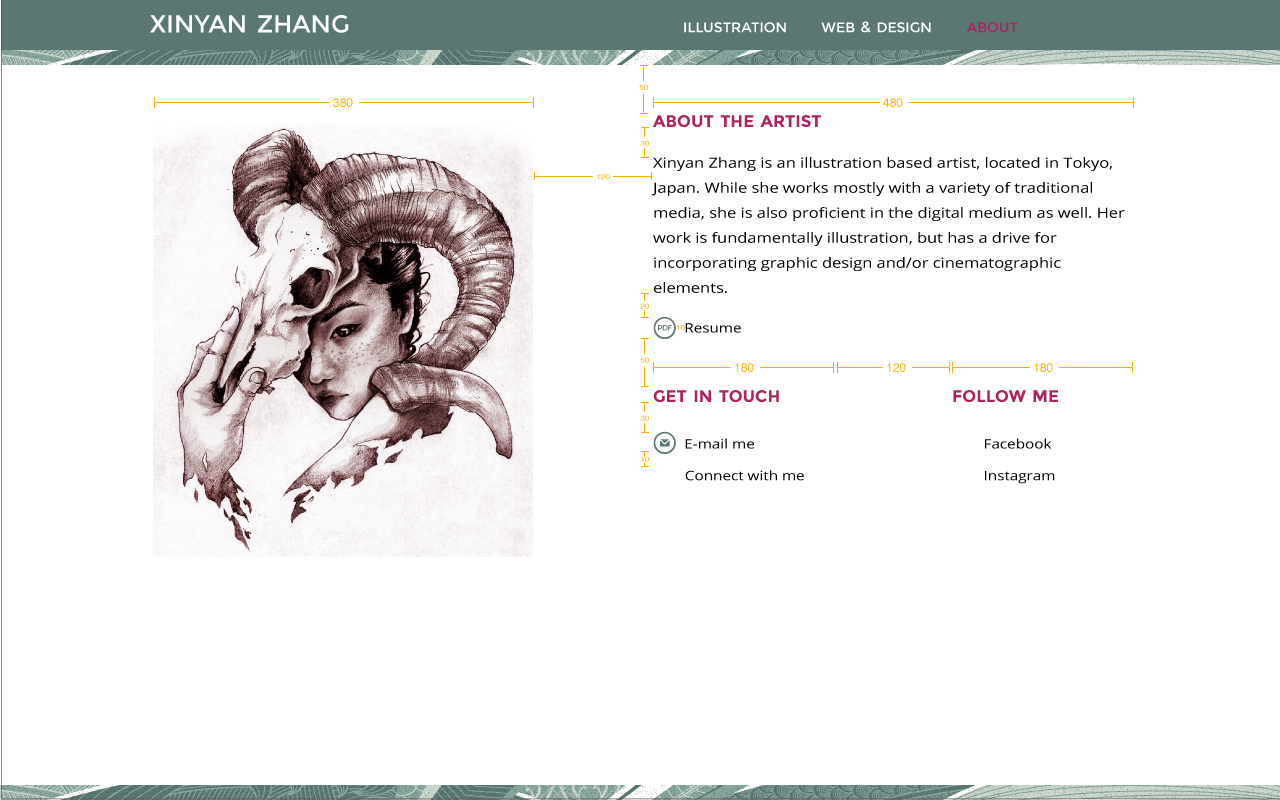 XINYAN ZHANG
ILLUSTRATION
WEB & DESIGN
ABOUT
50
380
480
ABOUT THE ARTIST
30
Xinyan Zhang is an illustration based artist, located in Tokyo,
120
Japan. While she works mostly with a variety of traditional
media, she is also proficient in the digital medium as well. Her
work is fundamentally illustration, but has a drive for
incorporating graphic design and/or cinematographic
elements.
20
PDF
10
Resume
50
180
120
180
GET IN TOUCH
FOLLOW ME
30
E-mail me
Facebook
10
Connect with me
Instagram